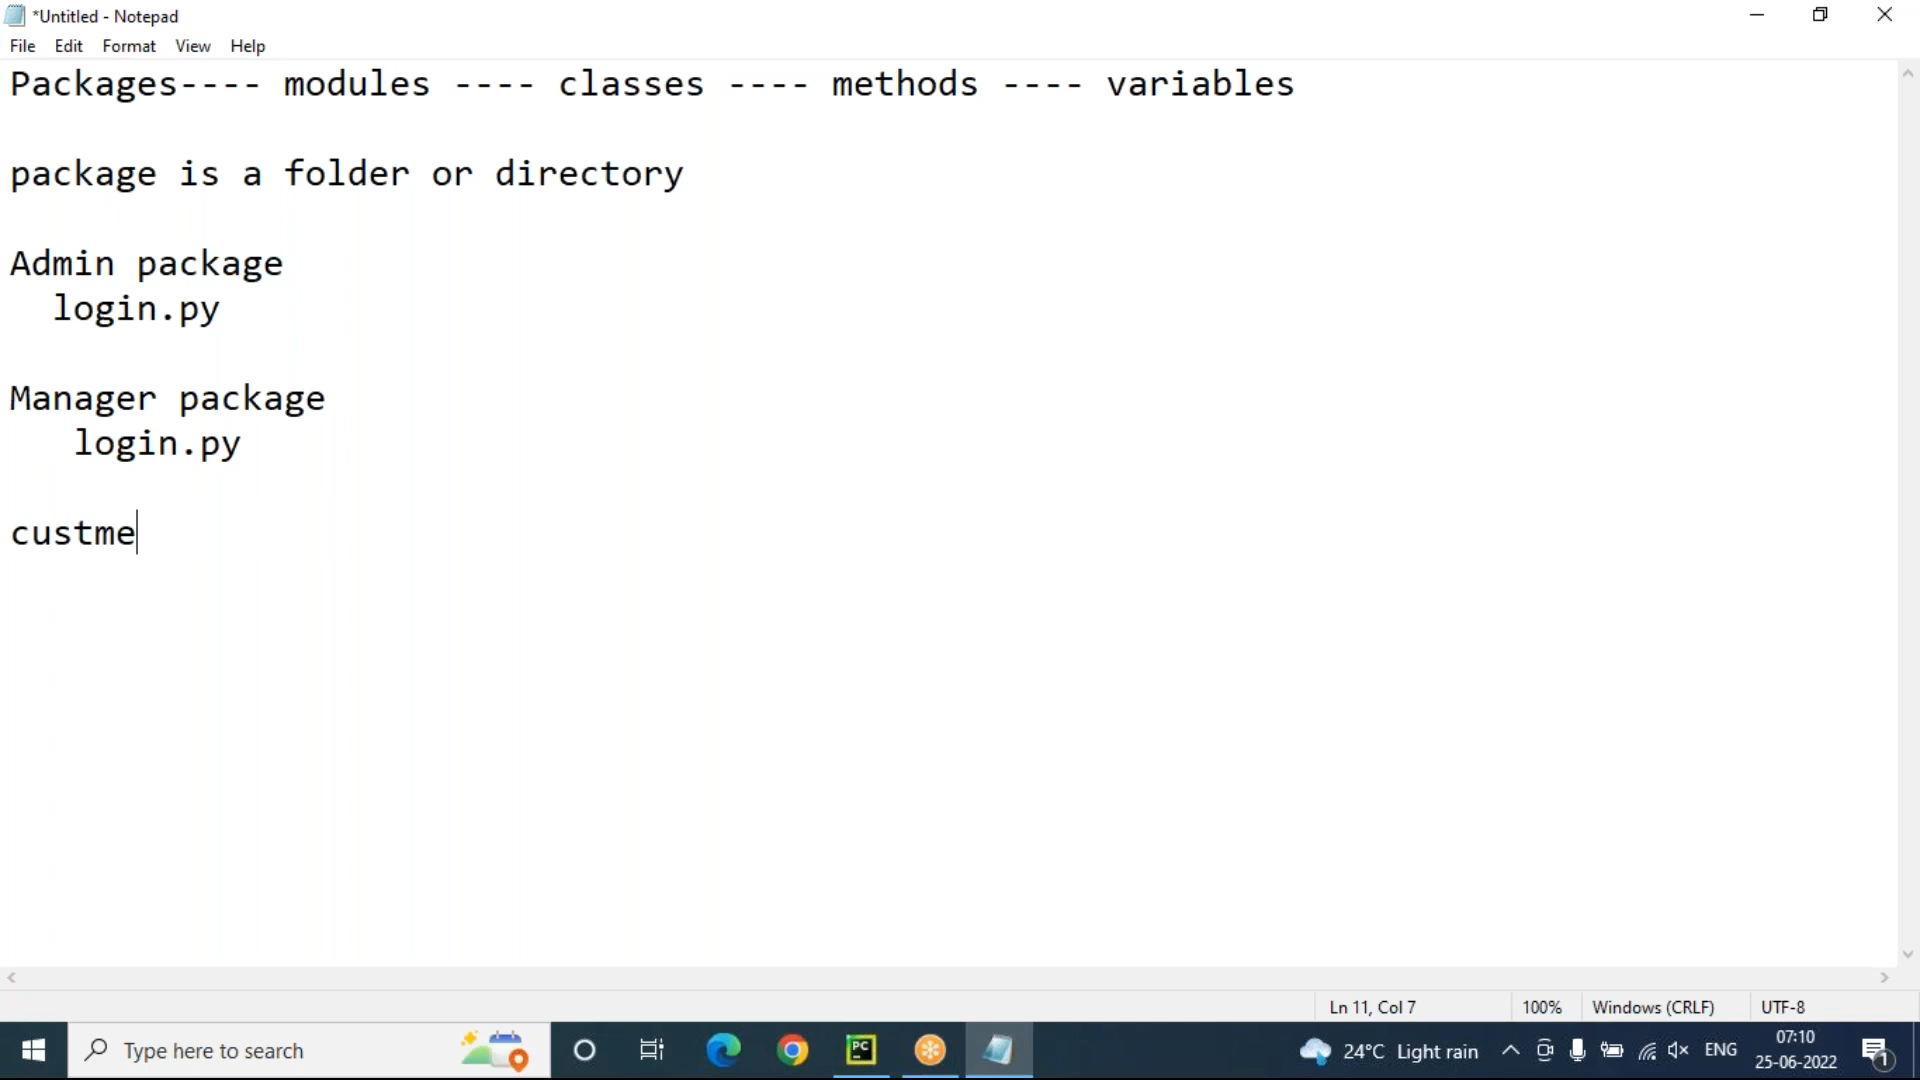 *Untitled - Notepad
File Edit Format View Help
Packages---- modules ---- classes ---- methods ---- variables
package is a folder or directory
Admin package
login.py
Manager package
login.py
custme
Ln 11, Col 7 100% Windows (CRLF) UTF-8
Type here to search PC 24°C Light rain ENG 07:10
25-06-2022 1